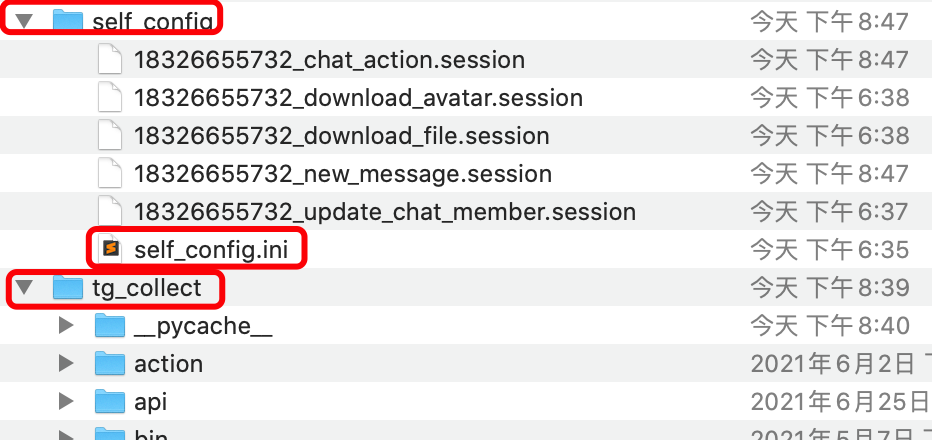 self_config 今天 下午8:47
18326655732_chat_action.session 今天 下午8:47
18326655732_download_avatar.session 今天 下午6:38
18326655732_download_file.session 今天 下午6:38
18326655732_new_message.session 今天 下午8:47
18326655732_update_chat_member.session 今天 下午6:37
self_config.ini 今天 下午6:35
tg_collect 今天 下午8:39
__pycache__ 今天 下午8:40
action 2021年6月2日
api 2021年6月25日
bin 2021年5月7日